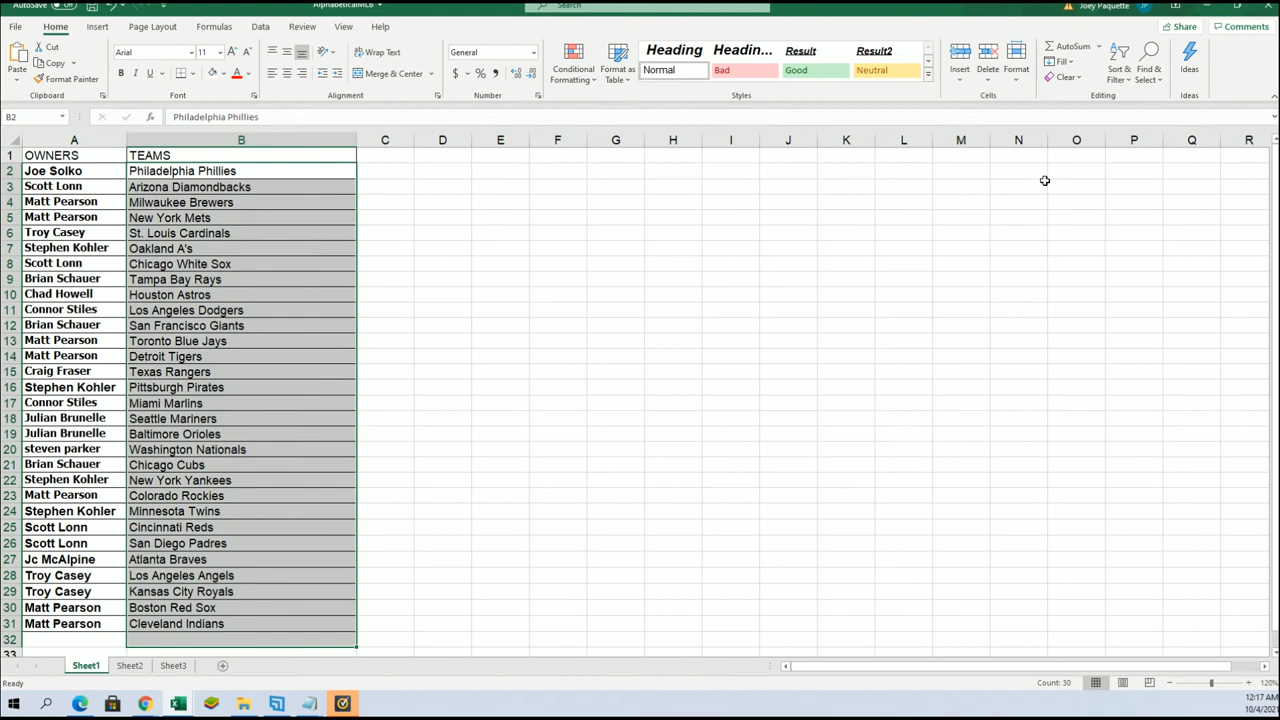 AutoSave AlphabeticalMLB Search Joey Paquette JP
File Home Insert Page Layout Formulas Data Review View Help Share Comments
Paste Cut Copy Format Painter Clipboard
Arial 11 A A B I U A Font
Wrap Text Merge & Center Alignment
General $ % 9 Number
Conditional Formatting Format as Table
Heading Headin... Result Result2
Normal Bad Good Neutral Styles
Insert Delete Format Cells
AutoSum Fill Clear Sort & Filter Find & Select Editing
Ideas Ideas
B2 fx Philadelphia Phillies
A B C D E F G H I J K L M N O P Q R
1 OWNERS TEAMS
2 Joe Solko Philadelphia Phillies
3 Scott Lonn Arizona Diamondbacks
4 Matt Pearson Milwaukee Brewers
5 Matt Pearson New York Mets
6 Troy Casey St. Louis Cardinals
7 Stephen Kohler Oakland A's
8 Scott Lonn Chicago White Sox
9 Brian Schauer Tampa Bay Rays
10 Chad Howell Houston Astros
11 Connor Stiles Los Angeles Dodgers
12 Brian Schauer San Francisco Giants
13 Matt Pearson Toronto Blue Jays
14 Matt Pearson Detroit Tigers
15 Craig Fraser Texas Rangers
16 Stephen Kohler Pittsburgh Pirates
17 Connor Stiles Miami Marlins
18 Julian Brunelle Seattle Mariners
19 Julian Brunelle Baltimore Orioles
20 steven parker Washington Nationals
21 Brian Schauer Chicago Cubs
22 Stephen Kohler New York Yankees
23 Matt Pearson Colorado Rockies
24 Stephen Kohler Minnesota Twins
25 Scott Lonn Cincinnati Reds
26 Scott Lonn San Diego Padres
27 Jc McAlpine Atlanta Braves
28 Troy Casey Los Angeles Angels
29 Troy Casey Kansas City Royals
30 Matt Pearson Boston Red Sox
31 Matt Pearson Cleveland Indians
32
33
Sheet1 Sheet2 Sheet3
Ready Count: 30 120%
12:17 AM
10/4/2021